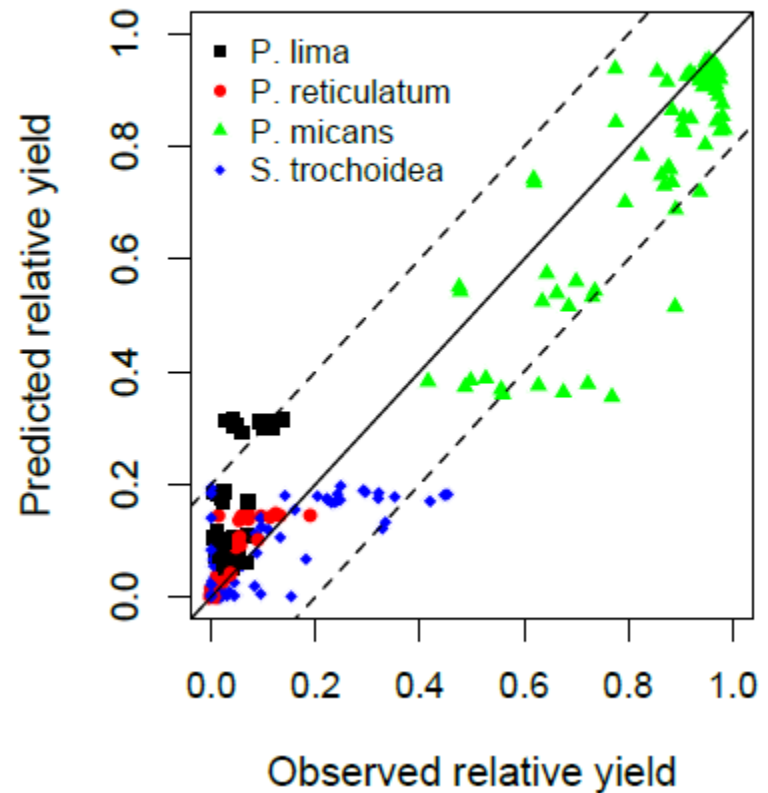 P. lima
P. reticulatum
P. micans
S. trochoidea
1.0
0.8
0.6
0.4
0.2
0.0
Predicted relative yield
0.0 0.2 0.4 0.6 0.8 1.0
Observed relative yield